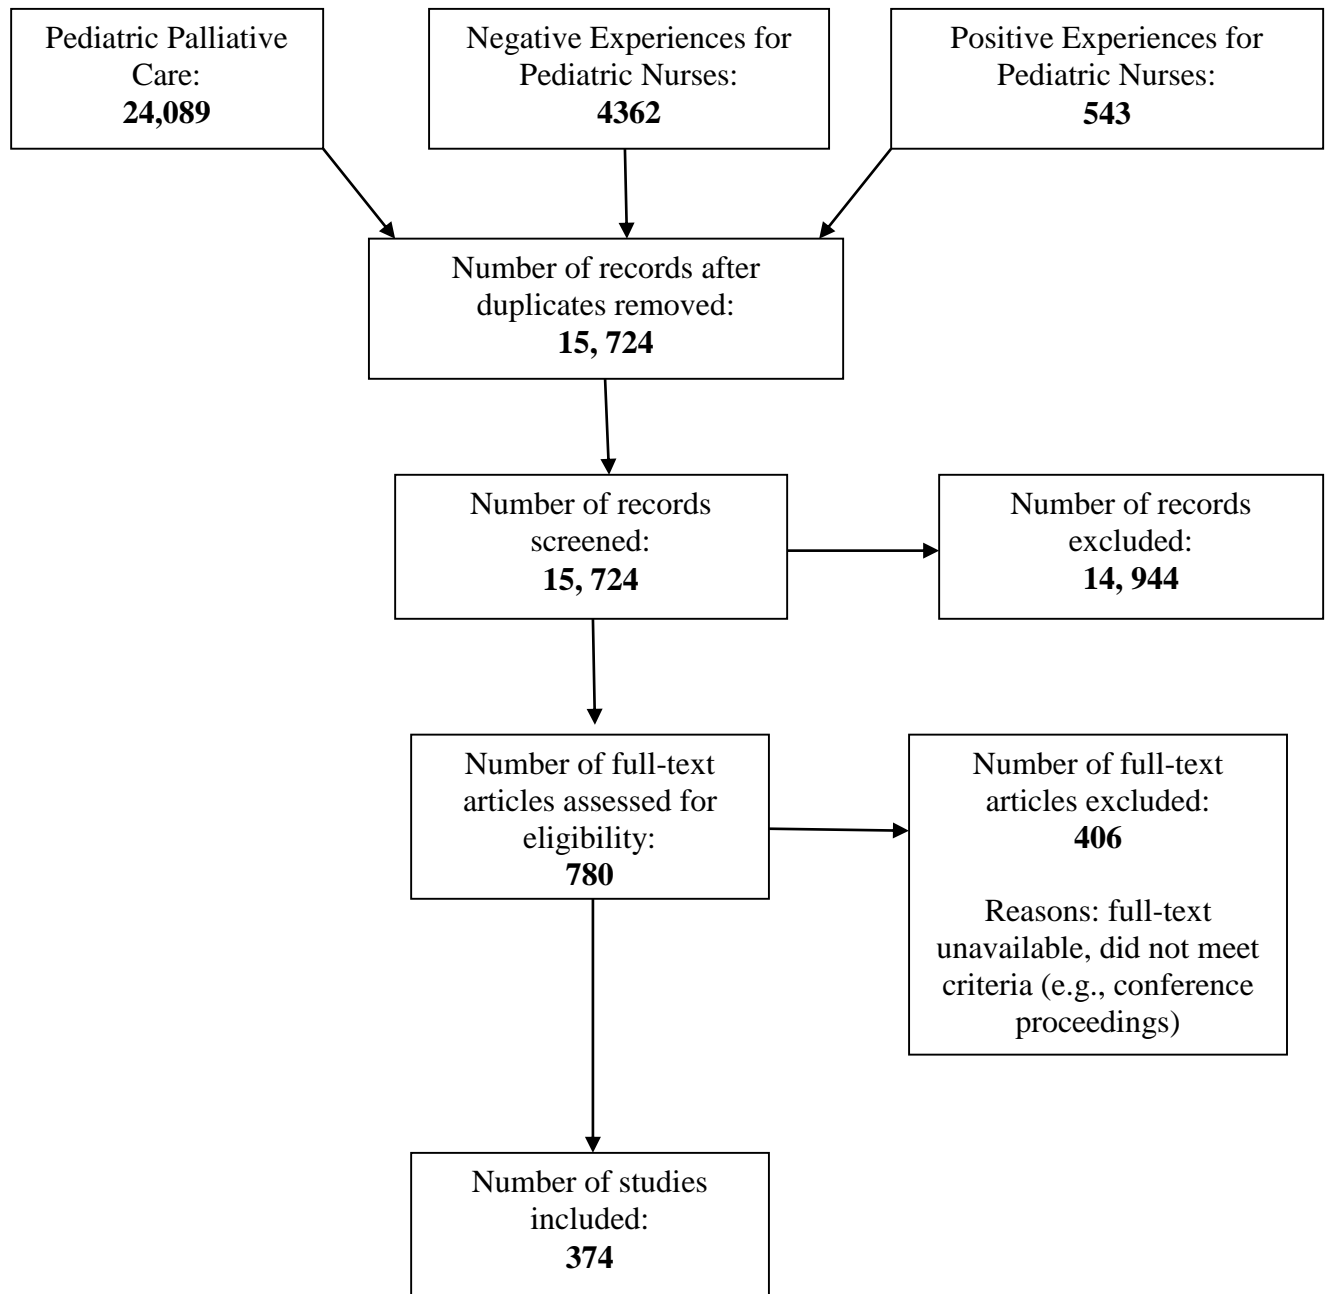 Pediatric Palliative
Care:
24,089
Negative Experiences for
Pediatric Nurses:
4362
Positive Experiences for
Pediatric Nurses:
543
Number of records after
duplicates removed:
15, 724
Number of records
screened:
15, 724
Number of records
excluded:
14, 944
Number of full-text
articles assessed for
eligibility:
780
Number of full-text
articles excluded:
406
Reasons: full-text
unavailable, did not meet
criteria (e.g., conference
proceedings)
Number of studies
included:
374